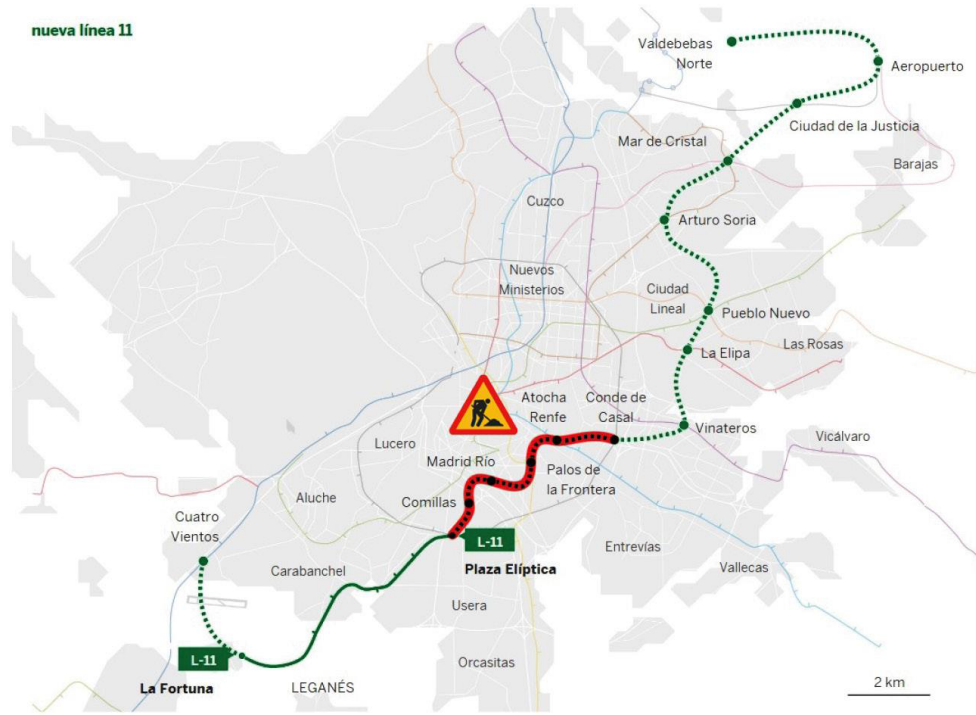 nueva línea 11
Valdebebas
Norte
Aeropuerto
Ciudad de la Justicia
Mar de Cristal
Barajas
Cuzco
Arturo Soria
Nuevos
Ministerios
Ciudad
Lineal
Pueblo Nuevo
Las Rosas
La Elipa
Atocha
Renfe
Conde de
Casal
Vinateros
Lucero
Vicálvaro
Madrid Río
Palos de
la Frontera
Aluche
Comillas
Cuatro
Vientos
L-11
Plaza Elíptica
Entrevías
Carabanchel
Vallecas
Usera
L-11
Orcasitas
La Fortuna
LEGANÉS
2 km